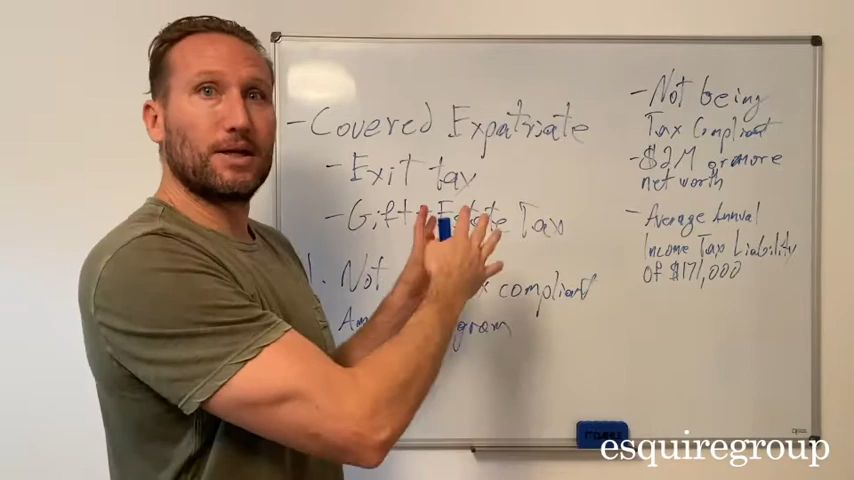 - Covered Expatriate
- Exit tax
- Gift Estate Tax
1. Not compliant
- Not being
Tax Compliant
- $2M or more
net worth
- Average Annual
Income Tax Liability
of $171,000
esquiregroup